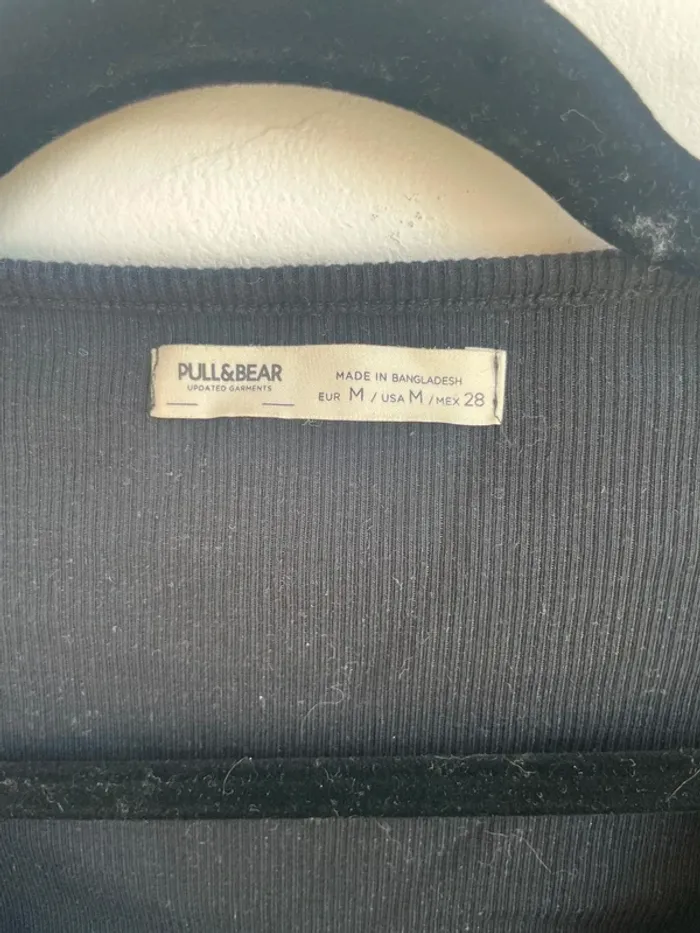 PULL&BEAR
UPDATED GARMENTS
MADE IN BANGLADESH
EUR M / USA M / MEX 28